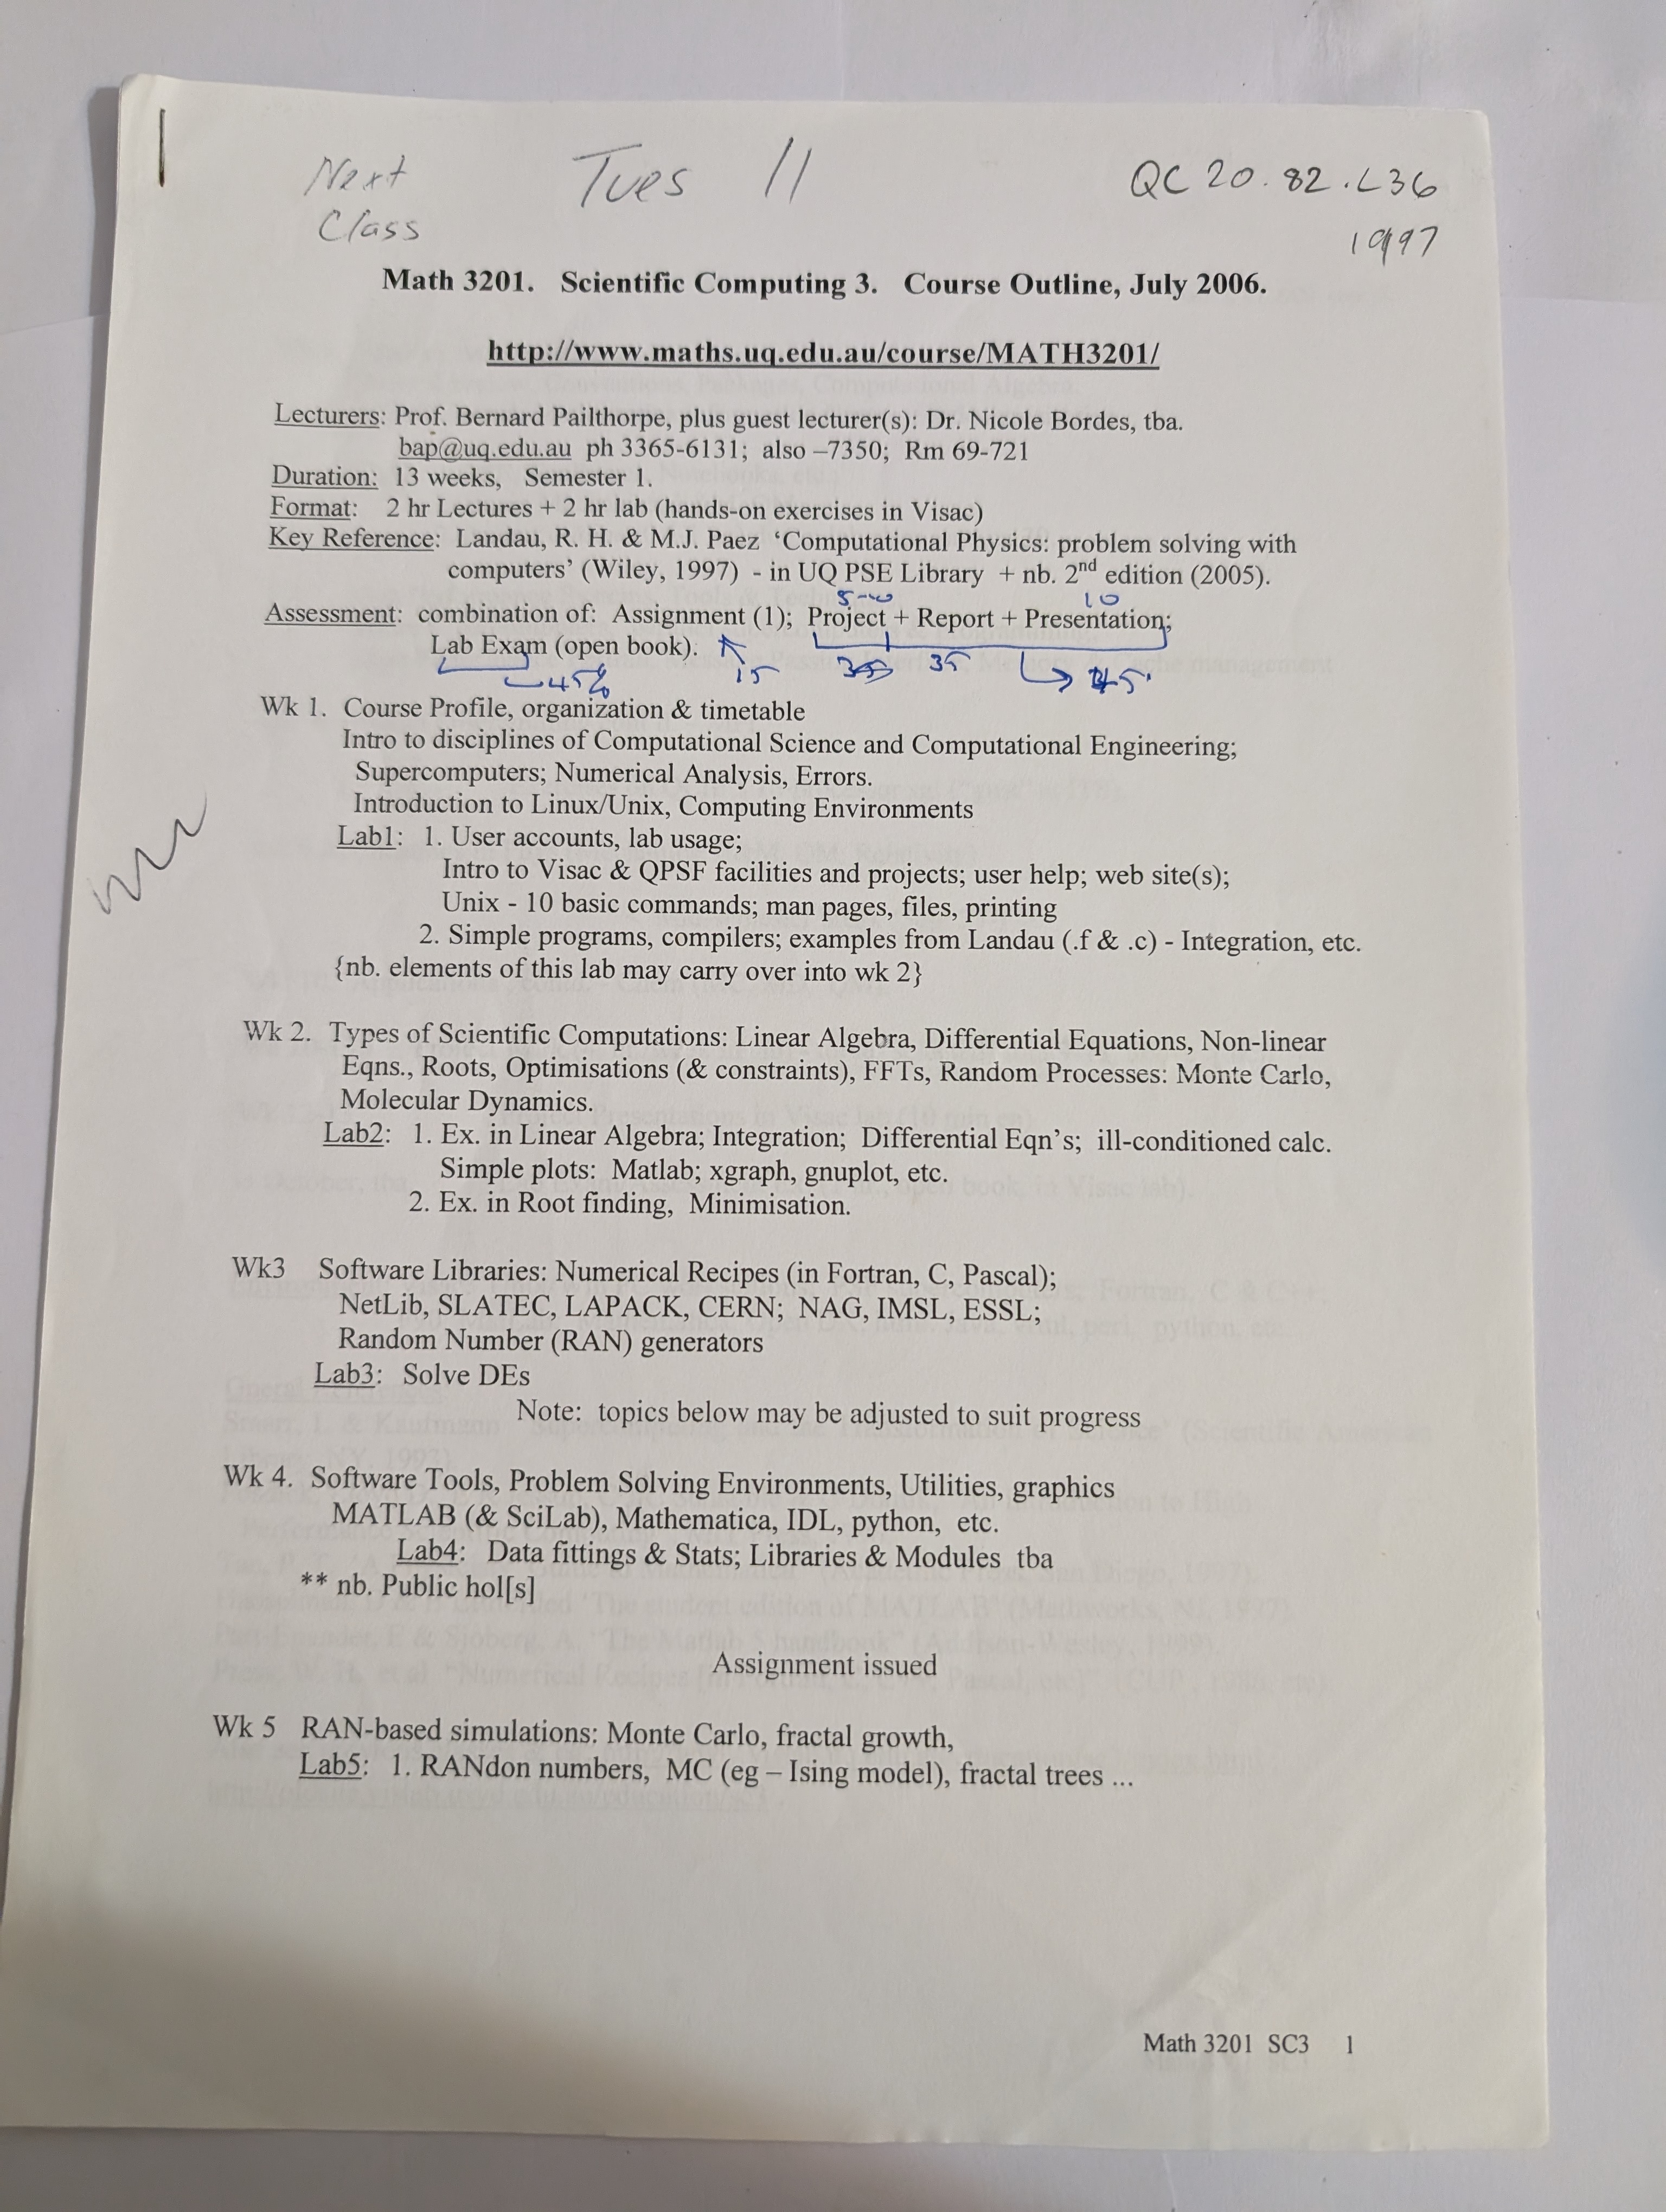 Next Tues 11 QC 20.82.L36
Class 1997
Math 3201. Scientific Computing 3. Course Outline, July 2006.
http://www.maths.uq.edu.au/course/MATH3201/
Lecturers: Prof. Bernard Pailthorpe, plus guest lecturer(s): Dr. Nicole Bordes, tba.
bap@uq.edu.au ph 3365-6131; also –7350; Rm 69-721
Duration: 13 weeks, Semester 1.
Format: 2 hr Lectures + 2 hr lab (hands-on exercises in Visac)
Key Reference: Landau, R. H. & M.J. Paez ‘Computational Physics: problem solving with
computers’ (Wiley, 1997) - in UQ PSE Library + nb. 2nd edition (2005).
10
Assessment: combination of: Assignment (1); Project + Report + Presentation;
Lab Exam (open book).
45% 15 35
Wk 1. Course Profile, organization & timetable
Intro to disciplines of Computational Science and Computational Engineering;
Supercomputers; Numerical Analysis, Errors.
Introduction to Linux/Unix, Computing Environments
Lab1: 1. User accounts, lab usage;
Intro to Visac & QPSF facilities and projects; user help; web site(s);
Unix - 10 basic commands; man pages, files, printing
2. Simple programs, compilers; examples from Landau (.f & .c) - Integration, etc.
{nb. elements of this lab may carry over into wk 2}
Wk 2. Types of Scientific Computations: Linear Algebra, Differential Equations, Non-linear
Eqns., Roots, Optimisations (& constraints), FFTs, Random Processes: Monte Carlo,
Molecular Dynamics.
Lab2: 1. Ex. in Linear Algebra; Integration; Differential Eqn’s; ill-conditioned calc.
Simple plots: Matlab; xgraph, gnuplot, etc.
2. Ex. in Root finding, Minimisation.
Wk3 Software Libraries: Numerical Recipes (in Fortran, C, Pascal);
NetLib, SLATEC, LAPACK, CERN; NAG, IMSL, ESSL;
Random Number (RAN) generators
Lab3: Solve DEs
Note: topics below may be adjusted to suit progress
Wk 4. Software Tools, Problem Solving Environments, Utilities, graphics
MATLAB (& SciLab), Mathematica, IDL, python, etc.
Lab4: Data fittings & Stats; Libraries & Modules tba
** nb. Public hol[s]
Assignment issued
Wk 5 RAN-based simulations: Monte Carlo, fractal growth,
Lab5: 1. RANdon numbers, MC (eg – Ising model), fractal trees ...
Math 3201 SC3 1